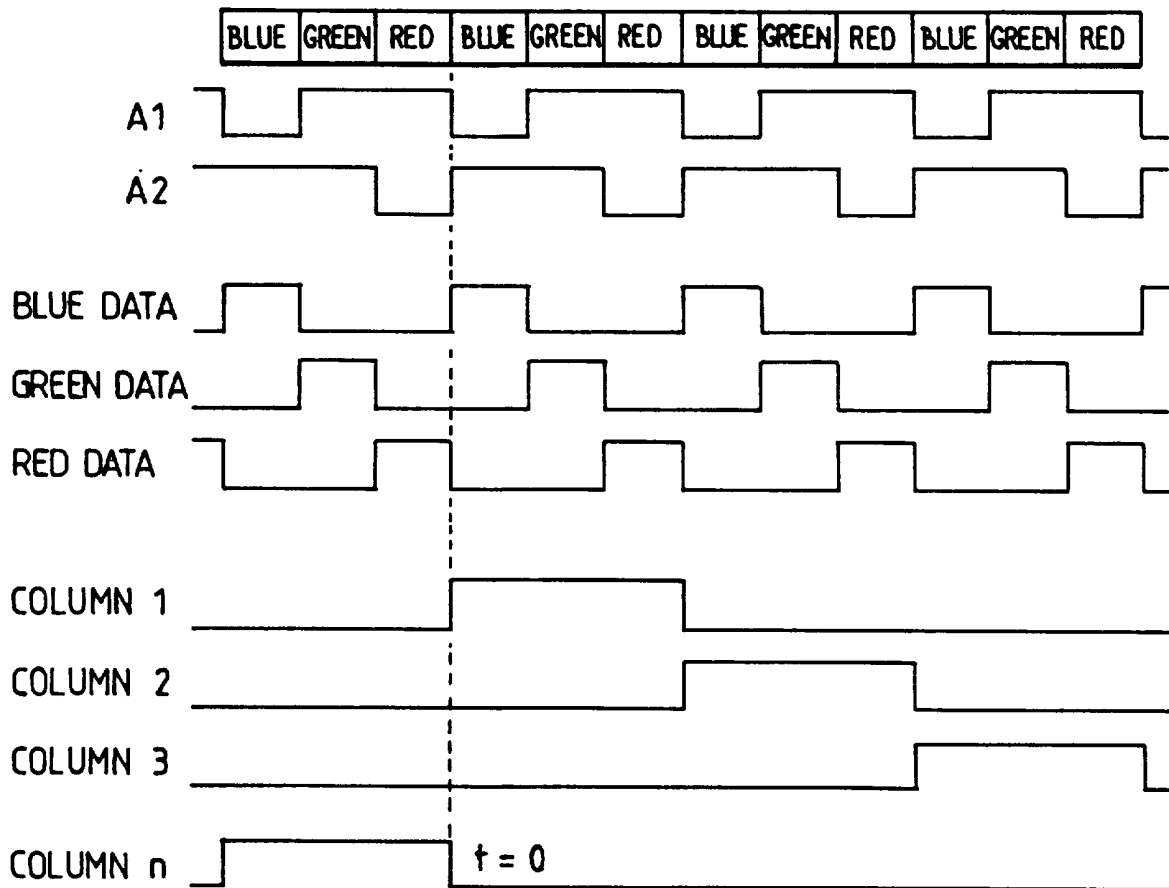 BLUE GREEN RED BLUE GREEN RED BLUE GREEN RED BLUE GREEN RED
A1
A2
BLUE DATA
GREEN DATA
RED DATA
COLUMN 1
COLUMN 2
COLUMN 3
COLUMN n t = 0